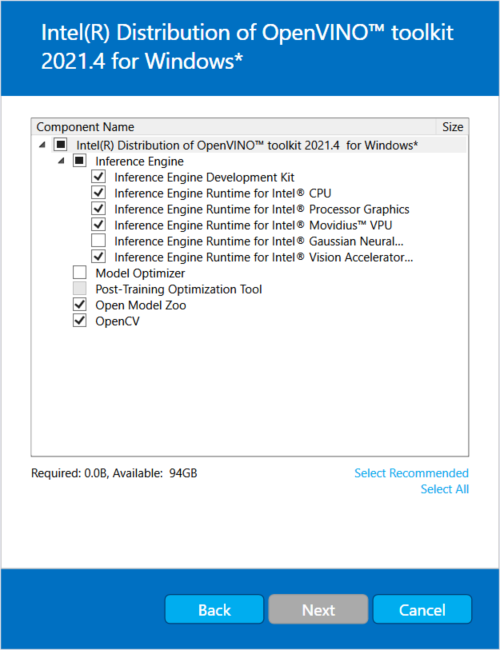 Intel(R) Distribution of OpenVINO™ toolkit
2021.4 for Windows*
Component Name Size
Intel(R) Distribution of OpenVINO™ toolkit 2021.4 for Windows*
Inference Engine
Inference Engine Development Kit
Inference Engine Runtime for Intel® CPU
Inference Engine Runtime for Intel® Processor Graphics
Inference Engine Runtime for Intel® Movidius™ VPU
Inference Engine Runtime for Intel® Gaussian Neural...
Inference Engine Runtime for Intel® Vision Accelerator...
Model Optimizer
Post-Training Optimization Tool
Open Model Zoo
OpenCV
Required: 0.0B, Available: 94GB Select Recommended
Select All
Back Next Cancel